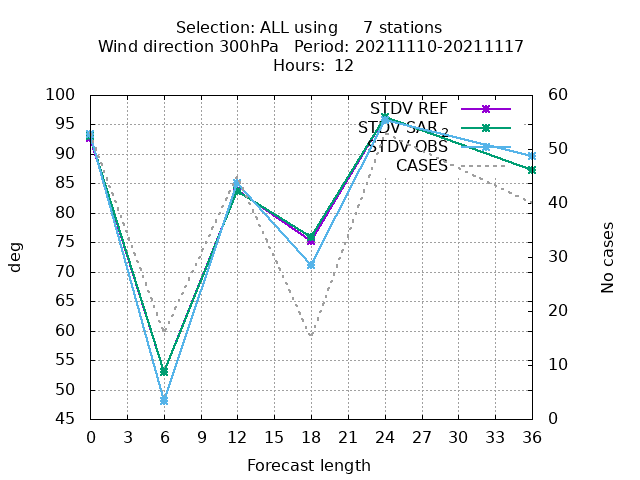 Selection: ALL using     7 stations
Wind direction 300hPa   Period: 20211110-20211117
Hours: 12
STDV REF
STDV SAR 2
STDV OBS
CASES
deg
100
95
90
85
80
75
70
65
60
55
50
45
60
50
40
30
20
10
0
No cases
0 3 6 9 12 15 18 21 24 27 30 33 36
Forecast length